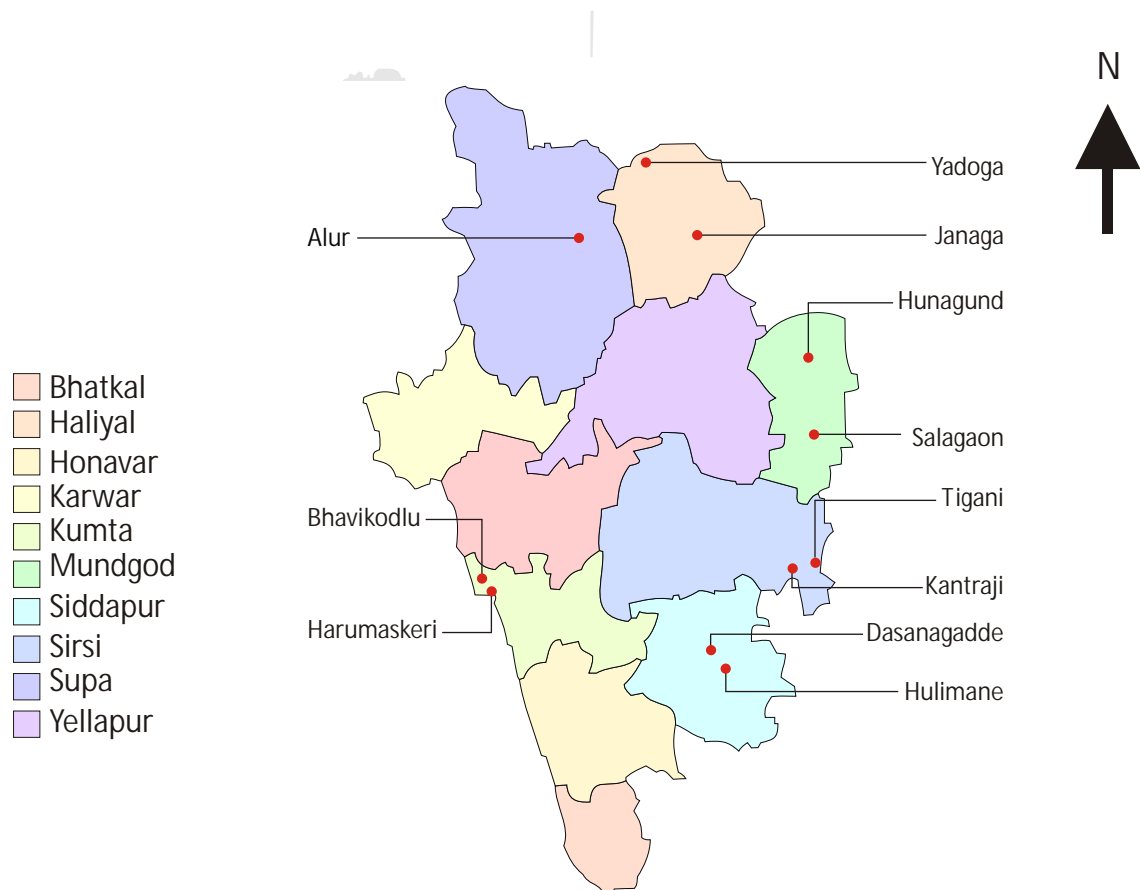 N
Yadoga
Alur
Janaga
Hunagund
Bhatkal
Haliyal
Honavar
Karwar
Kumta
Mundgod
Siddapur
Sirsi
Supa
Yellapur
Salagaon
Tigani
Bhavikodlu
Kantraji
Harumaskeri
Dasanagadde
Hulimane